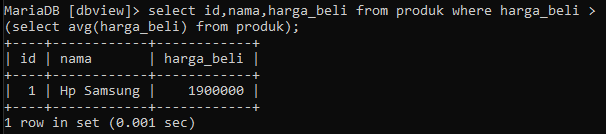 MariaDB [dbview]> select id,nama,harga_beli from produk where harga_beli >
(select avg(harga_beli) from produk);
+----+------------+------------+
| id | nama       | harga_beli |
+----+------------+------------+
|  1 | Hp Samsung |    1900000 |
+----+------------+------------+
1 row in set (0.001 sec)